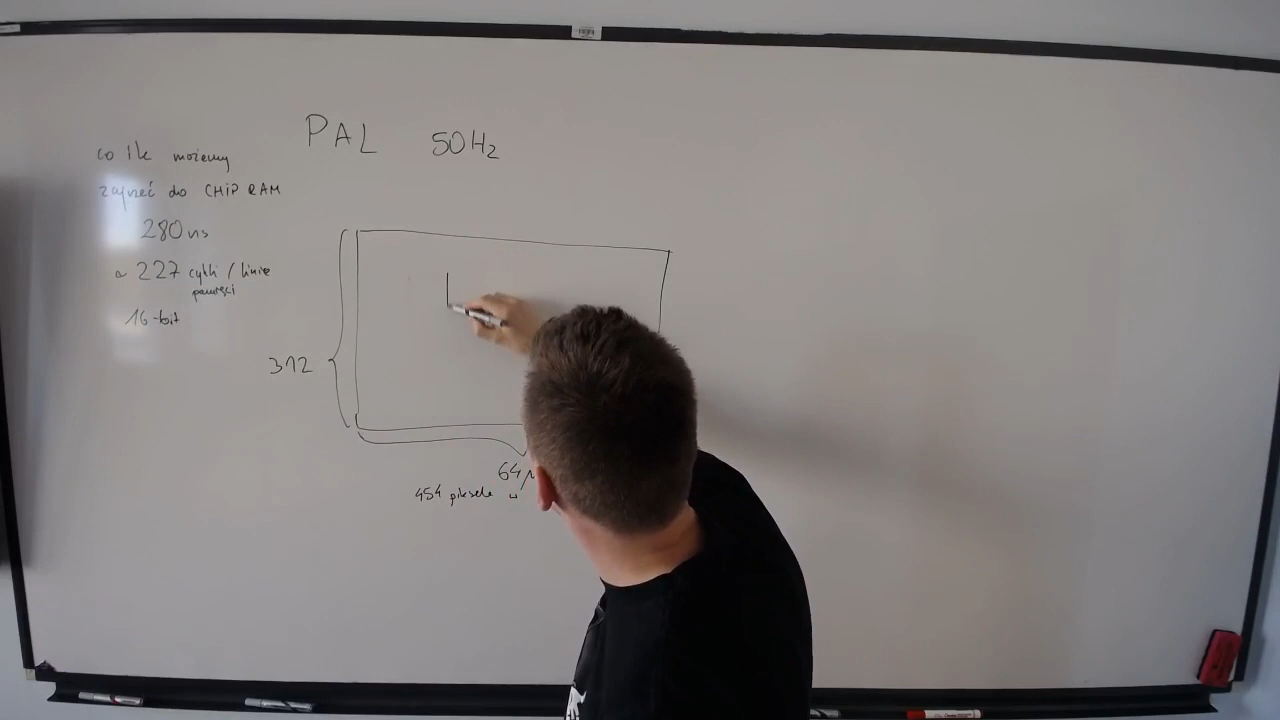 PAL 50Hz
co ile możemy
zajrzeć do CHIP RAM
280 ns
a 227 cykli / linię
pamięci
16-bit
312
64
454 piksele w